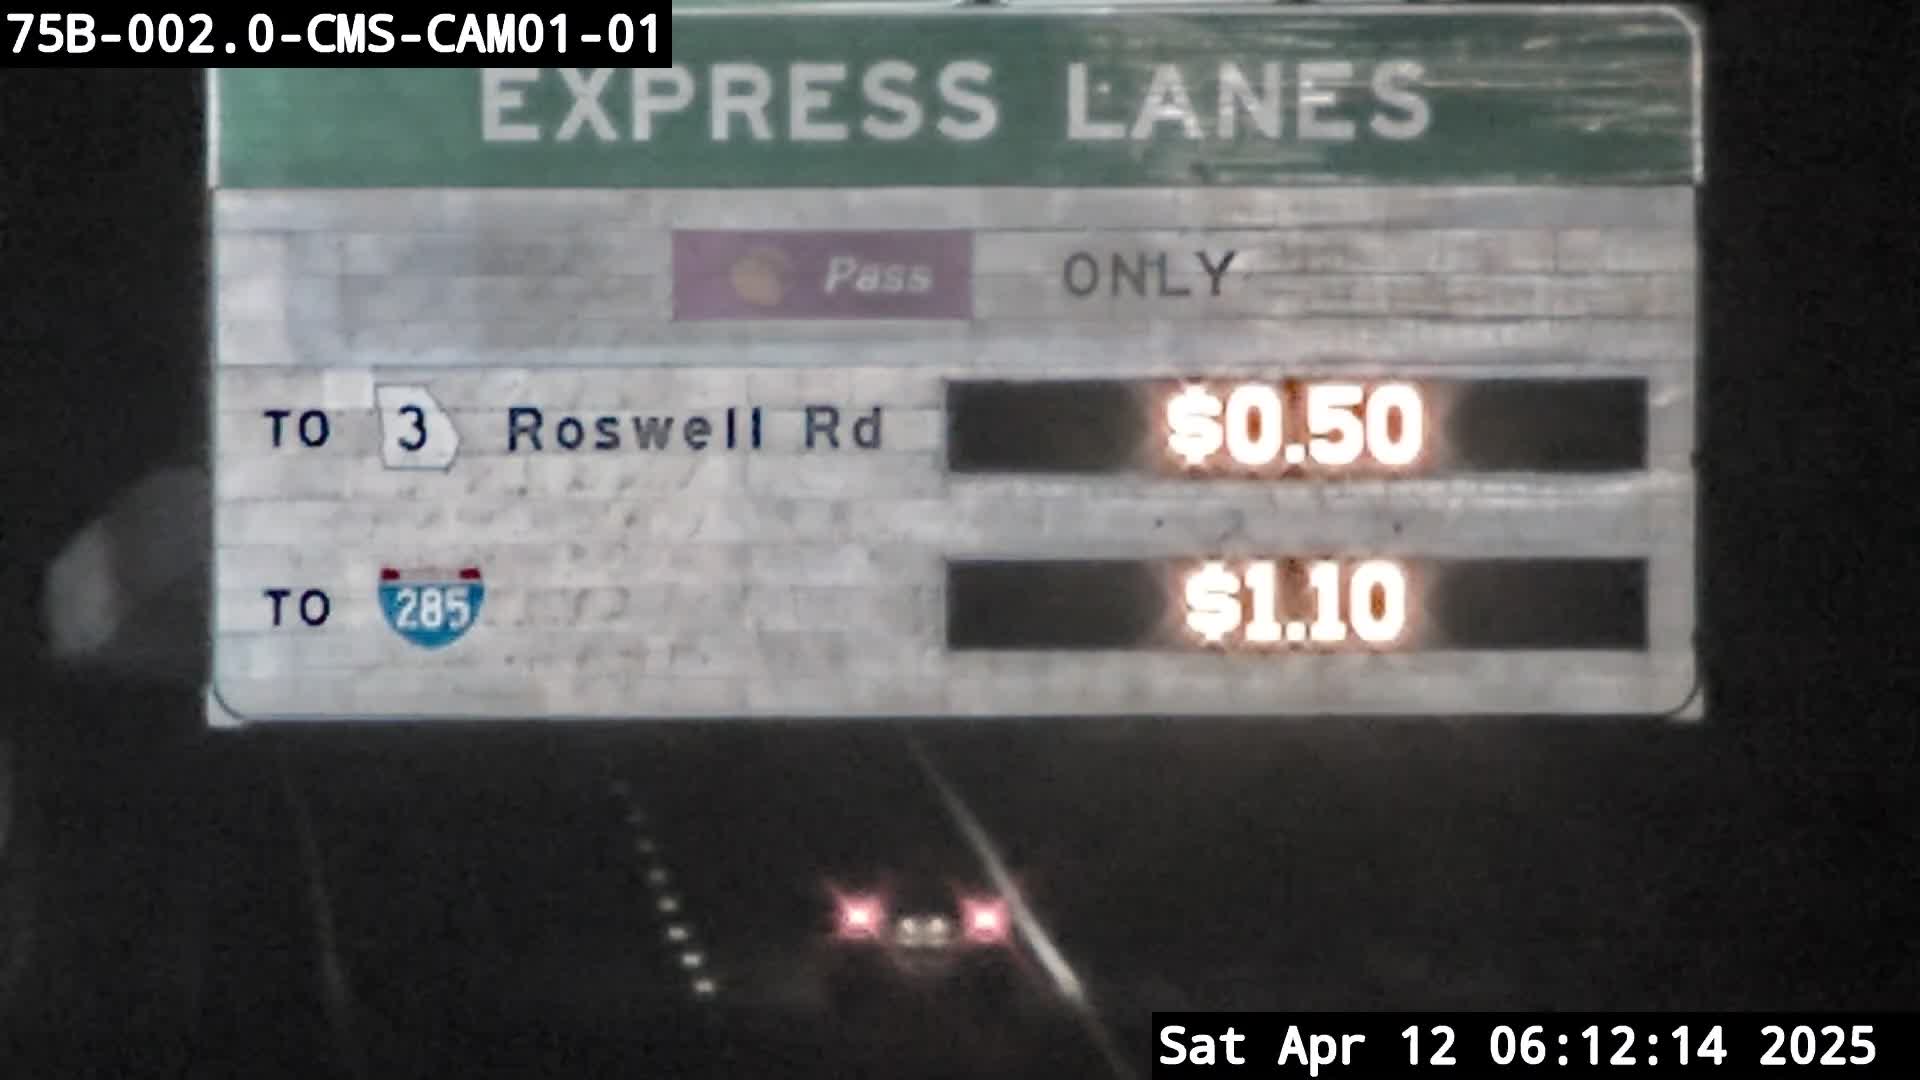 75B-002.0-CMS-CAM01-01
EXPRESS LANES
Pass ONLY
TO 3 Roswell Rd $0.50
TO 285 $1.10
Sat Apr 12 06:12:14 2025